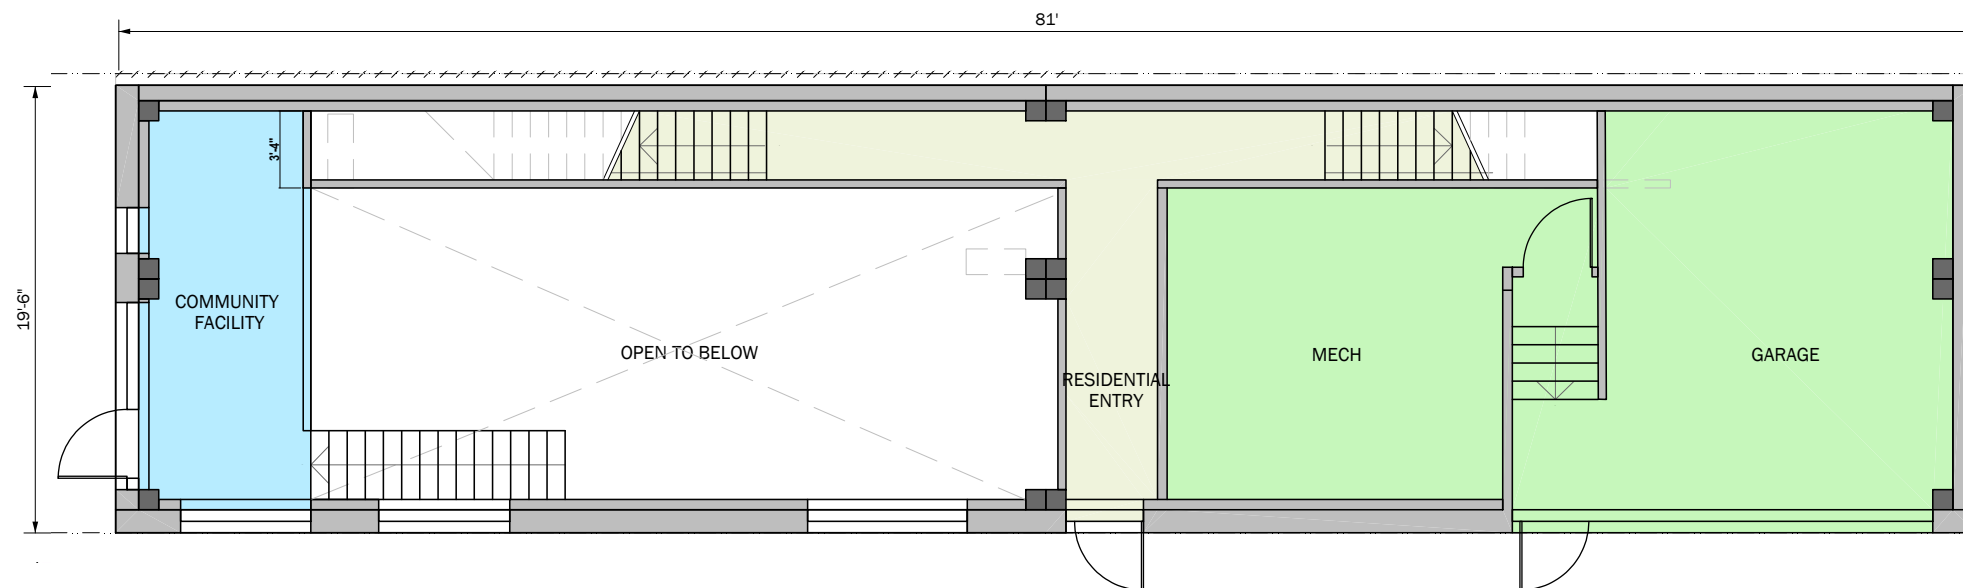 81'
19'-6"
3'-4"
COMMUNITY
FACILITY
OPEN TO BELOW
RESIDENTIAL
ENTRY
MECH
GARAGE